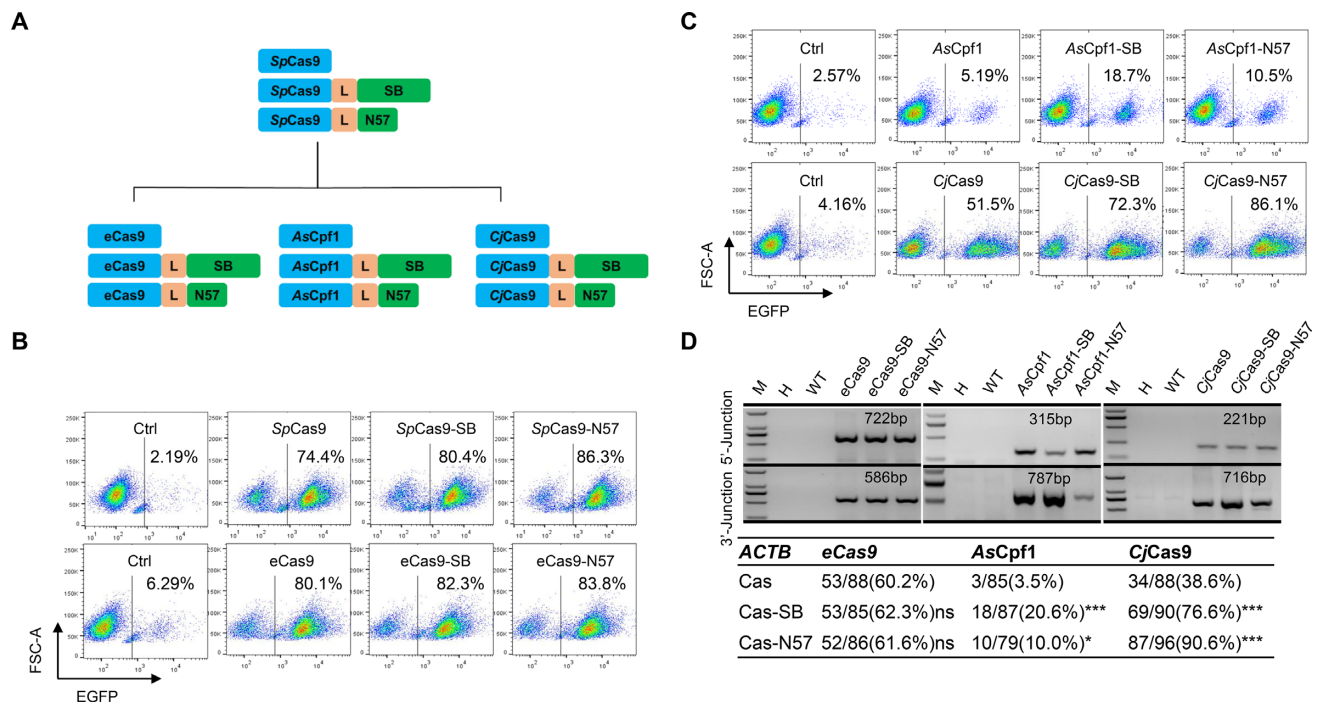 A
SpCas9
SpCas9 L SB
SpCas9 L N57
eCas9 AsCpf1 CjCas9
eCas9 L SB AsCpf1 L SB CjCas9 L SB
eCas9 L N57 AsCpf1 L N57 CjCas9 L N57
B
Ctrl SpCas9 SpCas9-SB SpCas9-N57
2.19% 74.4% 80.4% 86.3%
Ctrl eCas9 eCas9-SB eCas9-N57
6.29% 80.1% 82.3% 83.8%
FSC-A
EGFP
C
Ctrl AsCpf1 AsCpf1-SB AsCpf1-N57
2.57% 5.19% 18.7% 10.5%
Ctrl CjCas9 CjCas9-SB CjCas9-N57
4.16% 51.5% 72.3% 86.1%
FSC-A
EGFP
D
M H WT eCas9 eCas9-SB eCas9-N57 M H WT AsCpf1 AsCpf1-SB AsCpf1-N57 M H WT CjCas9 CjCas9-SB CjCas9-N57
5'-Junction 722bp 315bp 221bp
3'-Junction 586bp 787bp 716bp
ACTB eCas9 AsCpf1 CjCas9
Cas 53/88(60.2%) 3/85(3.5%) 34/88(38.6%)
Cas-SB 53/85(62.3%)ns 18/87(20.6%)*** 69/90(76.6%)***
Cas-N57 52/86(61.6%)ns 10/79(10.0%)* 87/96(90.6%)***